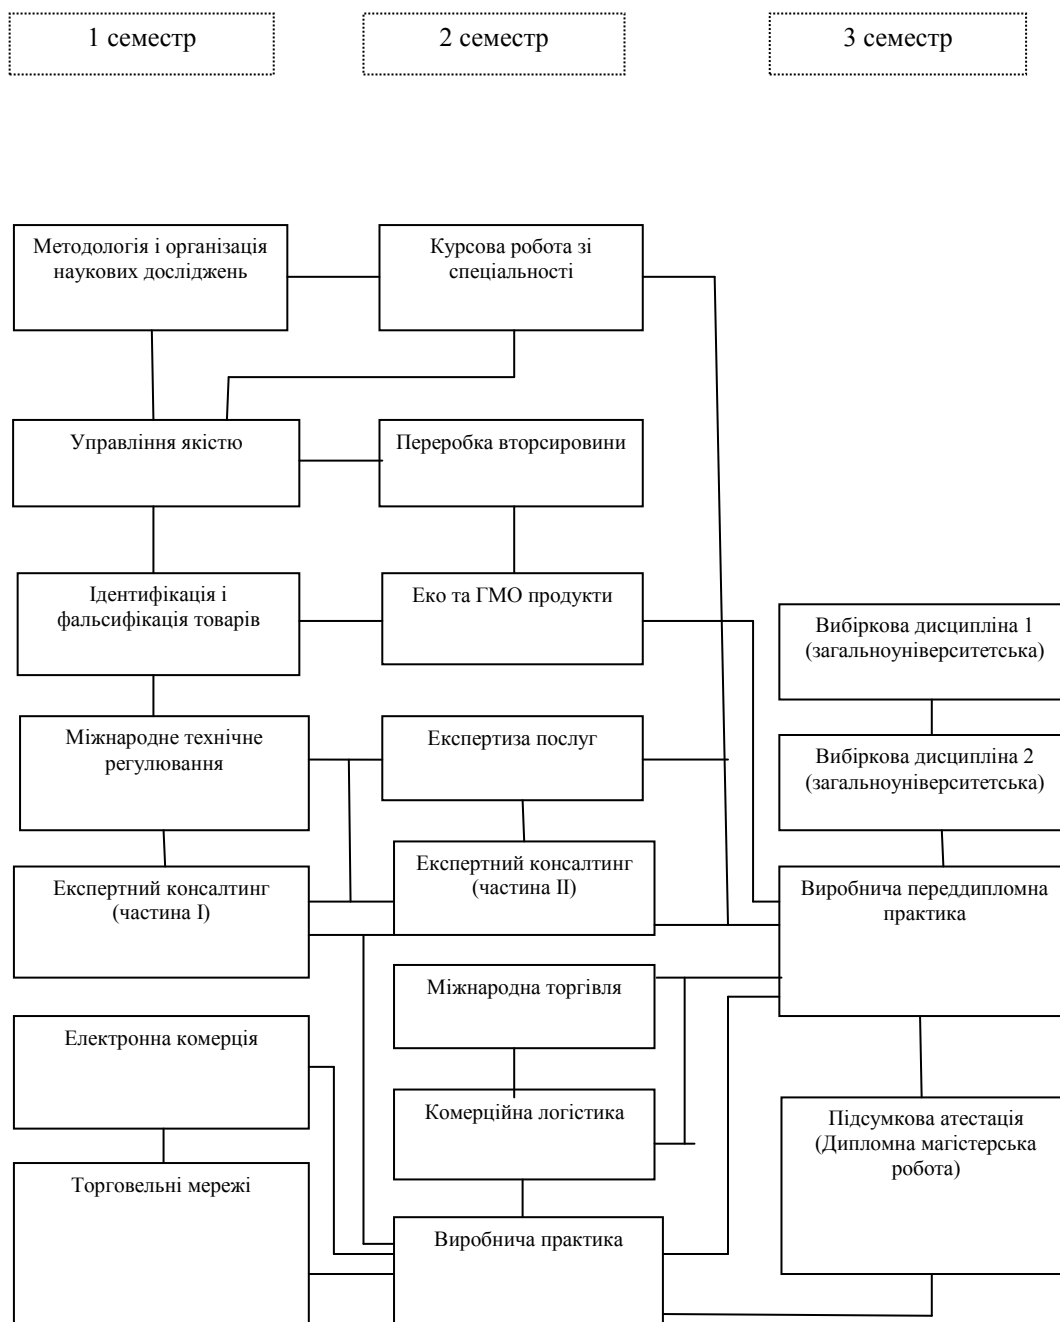 1 семестр
2 семестр
3 семестр
Методологія і організація
наукових досліджень
Курсова робота зі
спеціальності
Управління якістю
Переробка вторсировини
Ідентифікація і
фальсифікація товарів
Еко та ГМО продукти
Вибіркова дисципліна 1
(загальноуніверситетська)
Міжнародне технічне
регулювання
Експертиза послуг
Вибіркова дисципліна 2
(загальноуніверситетська)
Експертний консалтинг
(частина І)
Експертний консалтинг
(частина ІІ)
Виробнича переддипломна
практика
Міжнародна торгівля
Електронна комерція
Комерційна логістика
Підсумкова атестація
(Дипломна магістерська
робота)
Торговельні мережі
Виробнича практика